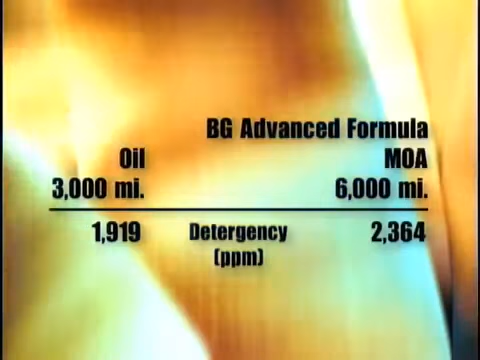 BG Advanced Formula
Oil MOA
3,000 mi. 6,000 mi.
1,919 Detergency 2,364
(ppm)